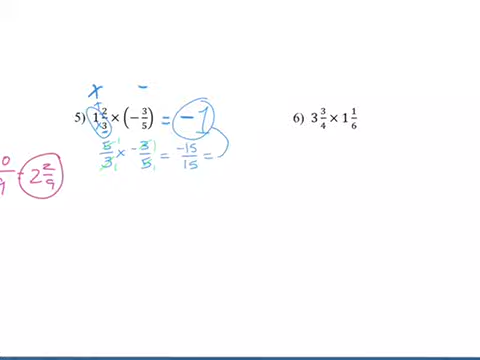 + −
5) 1 2/3 × (− 3/5) = −1
6) 3 3/4 × 1 1/6
5/3 × − 3/5 = −15/15 =
0/9 = 2 2/9